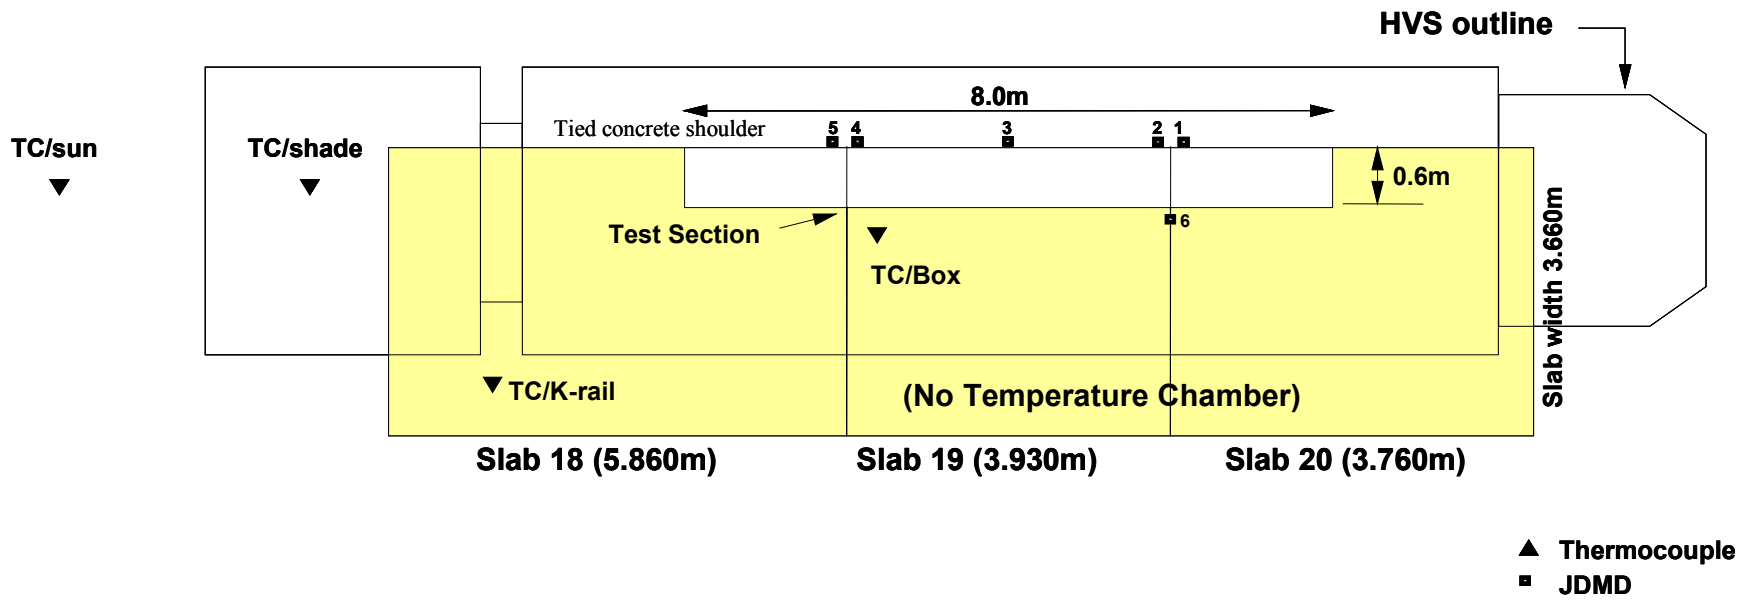 HVS outline
8.0m
Tied concrete shoulder
5 4 3 2 1
TC/sun
TC/shade
0.6m
Test Section
6
TC/Box
Slab width 3.660m
TC/K-rail
(No Temperature Chamber)
Slab 18 (5.860m)
Slab 19 (3.930m)
Slab 20 (3.760m)
Thermocouple
JDMD